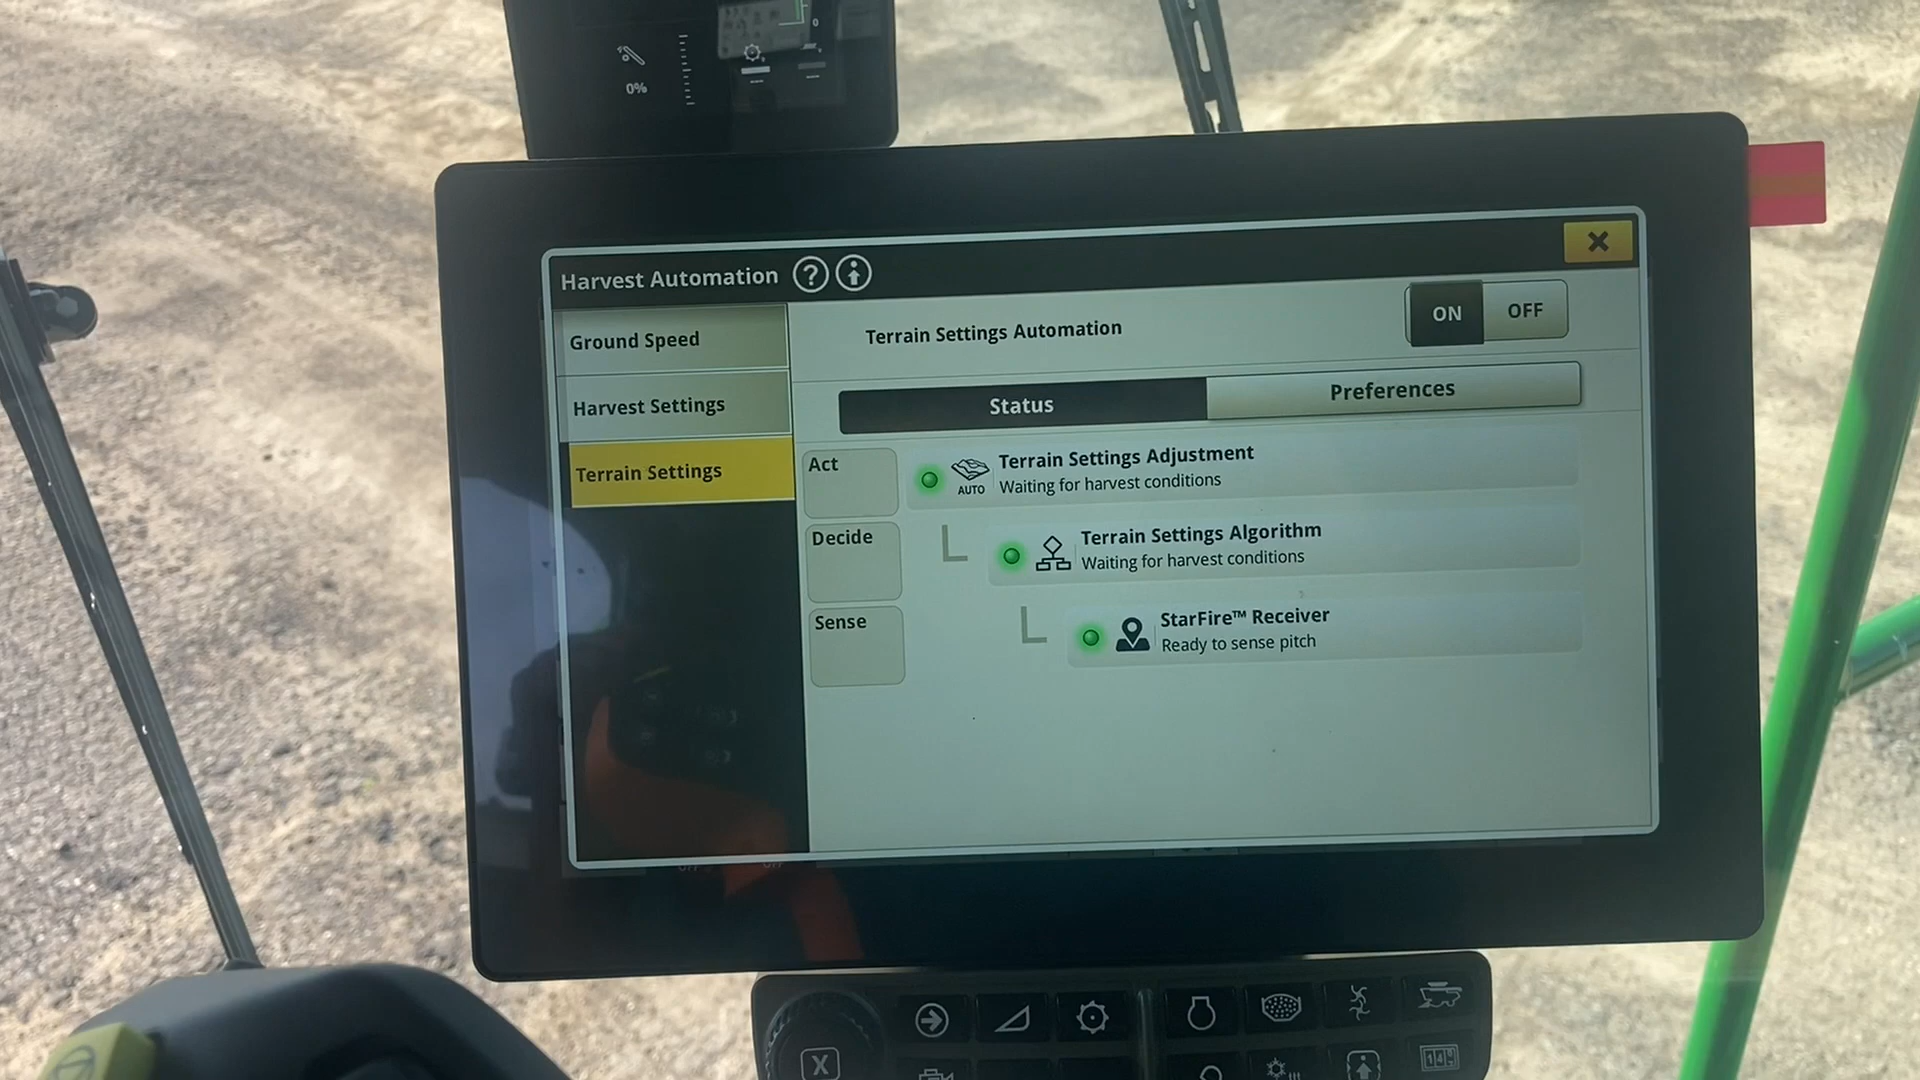 0
0%
Harvest Automation ?
Ground Speed
Harvest Settings
Terrain Settings
Terrain Settings Automation
ON OFF
Status Preferences
Act
Terrain Settings Adjustment
AUTO
Waiting for harvest conditions
Decide
Terrain Settings Algorithm
Waiting for harvest conditions
Sense
StarFire™ Receiver
Ready to sense pitch
X